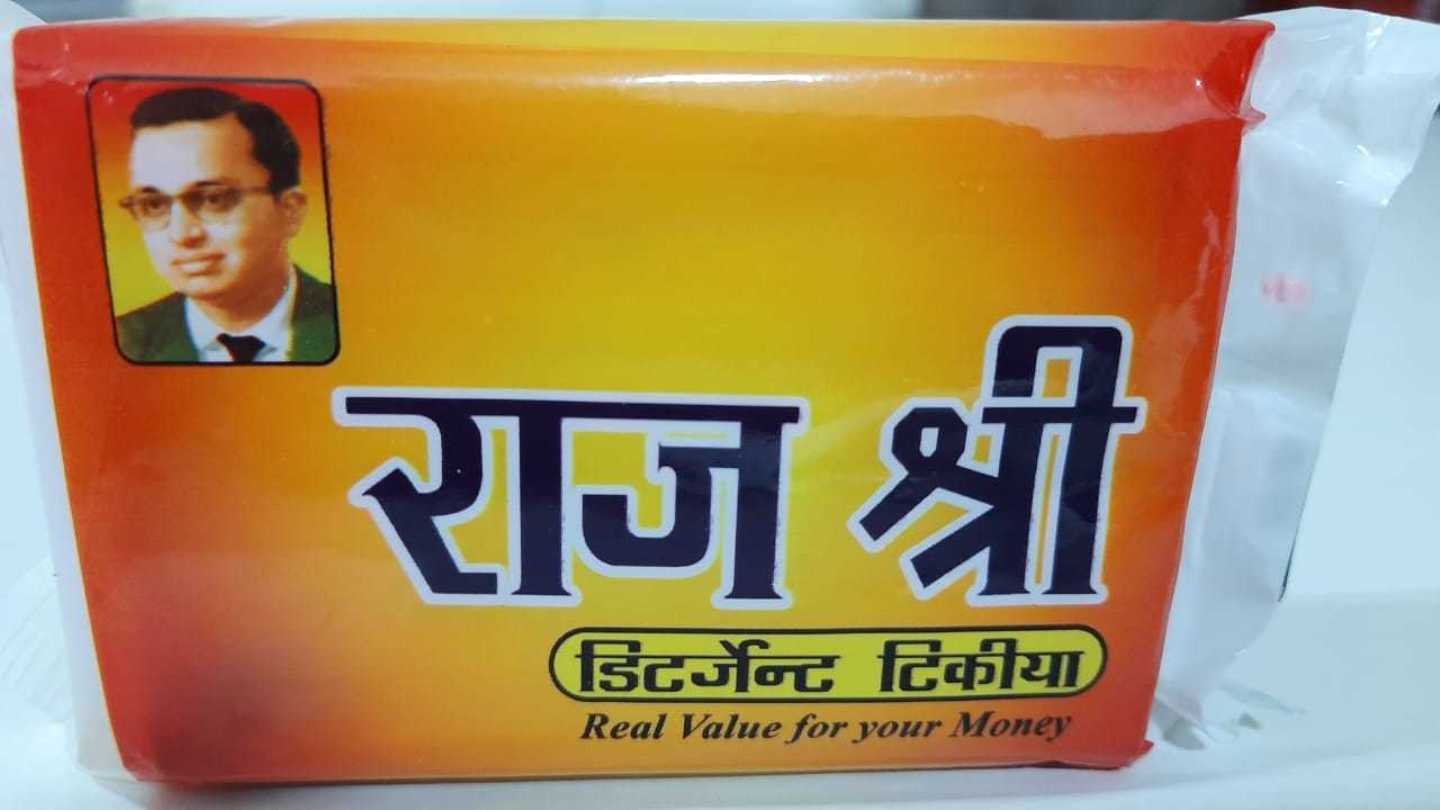 राज श्री
डिटर्जेन्ट टिकीया
Real Value for your Money